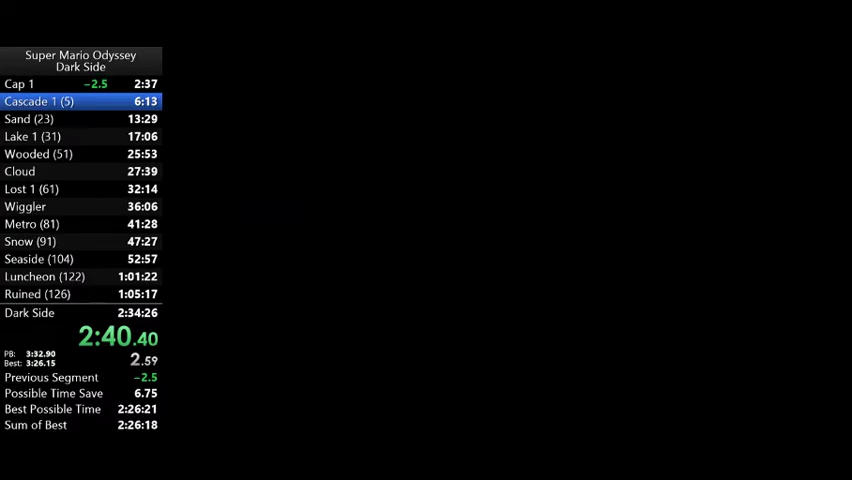 Super Mario Odyssey
Dark Side
Cap 1 −2.5 2:37
Cascade 1 (5) 6:13
Sand (23) 13:29
Lake 1 (31) 17:06
Wooded (51) 25:53
Cloud 27:39
Lost 1 (61) 32:14
Wiggler 36:06
Metro (81) 41:28
Snow (91) 47:27
Seaside (104) 52:57
Luncheon (122) 1:01:22
Ruined (126) 1:05:17
Dark Side 2:34:26
2:40.40
PB: 3:32.90
Best: 3:26.15 2.59
Previous Segment −2.5
Possible Time Save 6.75
Best Possible Time 2:26:21
Sum of Best 2:26:18